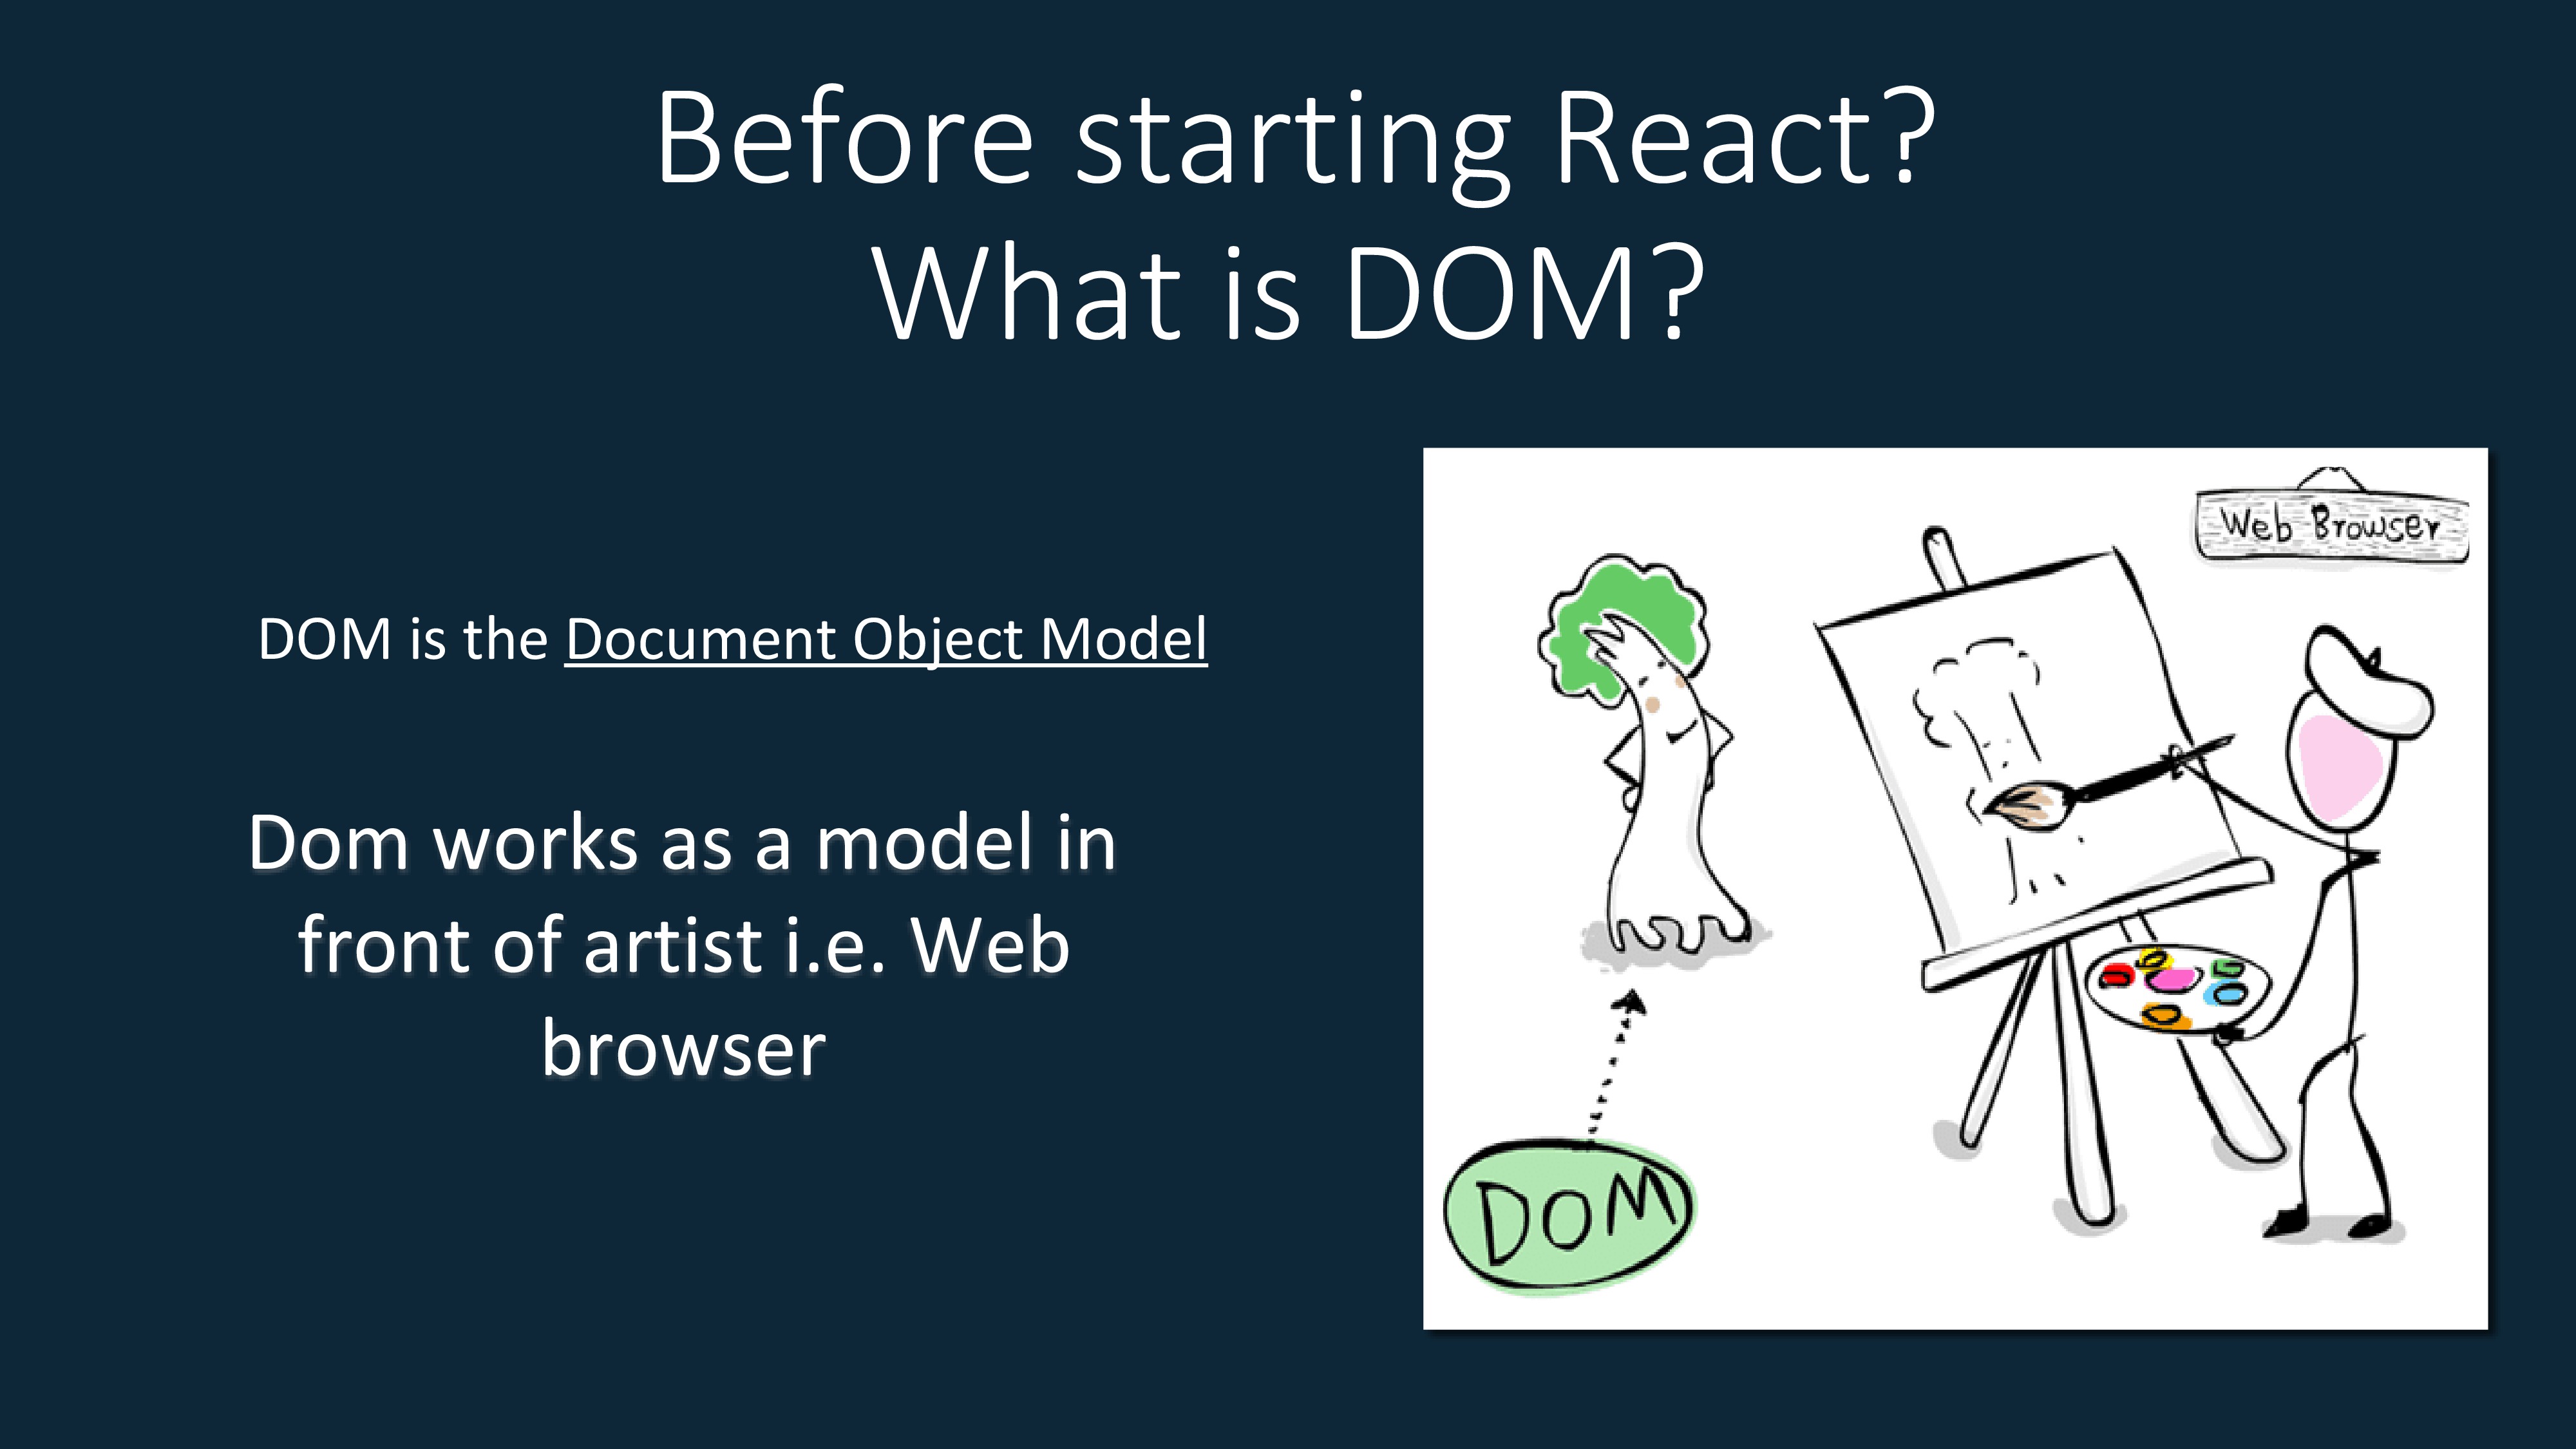 Before starting React?
What is DOM?
DOM is the Document Object Model
Dom works as a model in
front of artist i.e. Web
browser
Web Browser
DOM